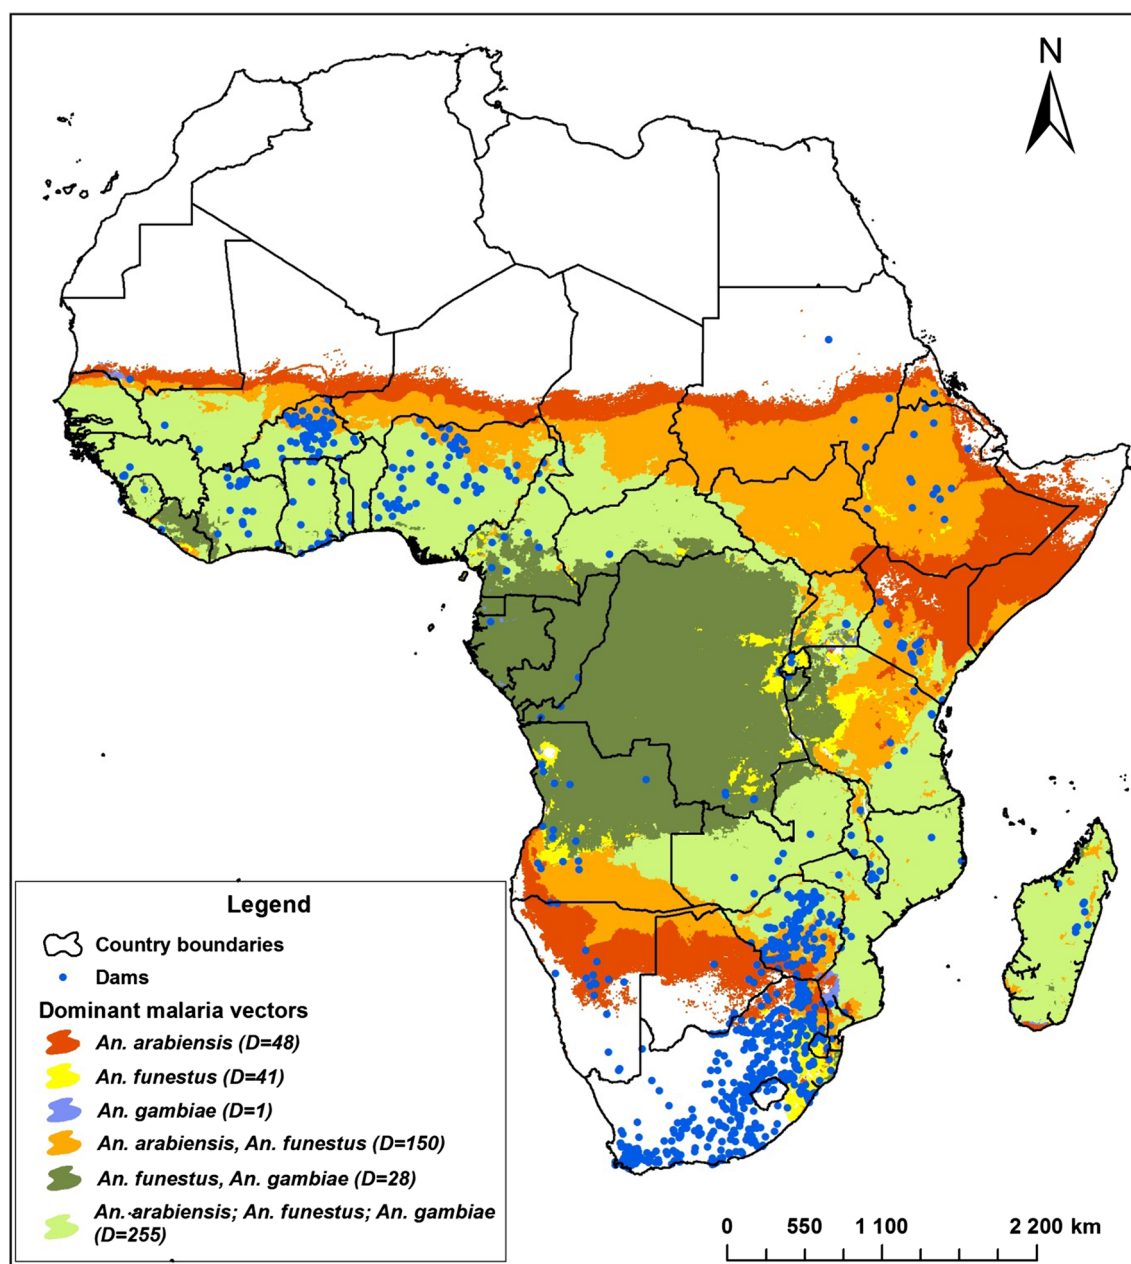 N
Legend
Country boundaries
Dams
Dominant malaria vectors
An. arabiensis (D=48)
An. funestus (D=41)
An. gambiae (D=1)
An. arabiensis, An. funestus (D=150)
An. funestus, An. gambiae (D=28)
An. arabiensis; An. funestus; An. gambiae
(D=255)
0 550 1 100 2 200 km